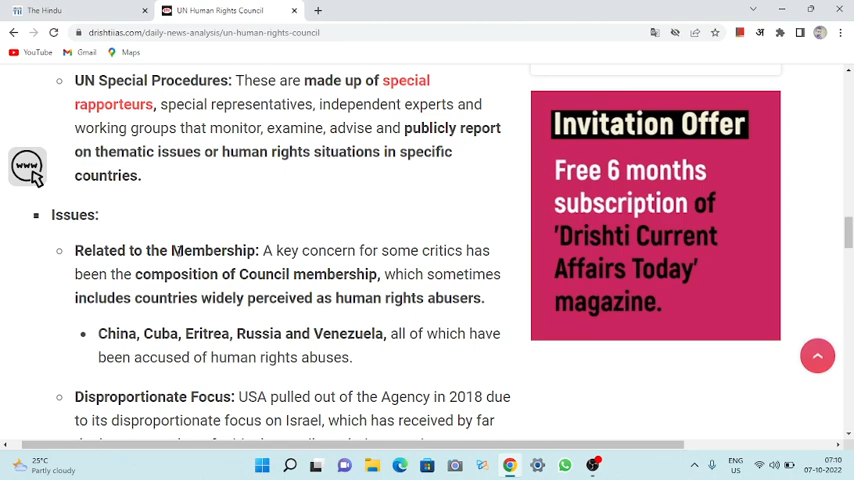 The Hindu
UN Human Rights Council
drishtiias.com/daily-news-analysis/un-human-rights-council
YouTube
Gmail
Maps
UN Special Procedures: These are made up of special
rapporteurs, special representatives, independent experts and
working groups that monitor, examine, advise and publicly report
on thematic issues or human rights situations in specific
countries.
www
Issues:
Related to the Membership: A key concern for some critics has
been the composition of Council membership, which sometimes
includes countries widely perceived as human rights abusers.
China, Cuba, Eritrea, Russia and Venezuela, all of which have
been accused of human rights abuses.
Disproportionate Focus: USA pulled out of the Agency in 2018 due
to its disproportionate focus on Israel, which has received by far
Invitation Offer
Free 6 months
subscription of
'Drishti Current
Affairs Today'
magazine.
25°C
Partly cloudy
ENG
US
07:10
07-10-2022